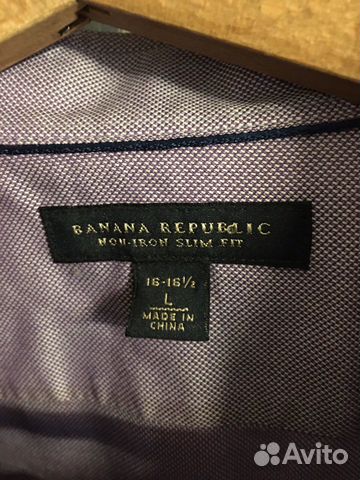 BANANA REPUBLIC
NON-IRON SLIM FIT
16-16½
L
MADE IN
CHINA
Avito